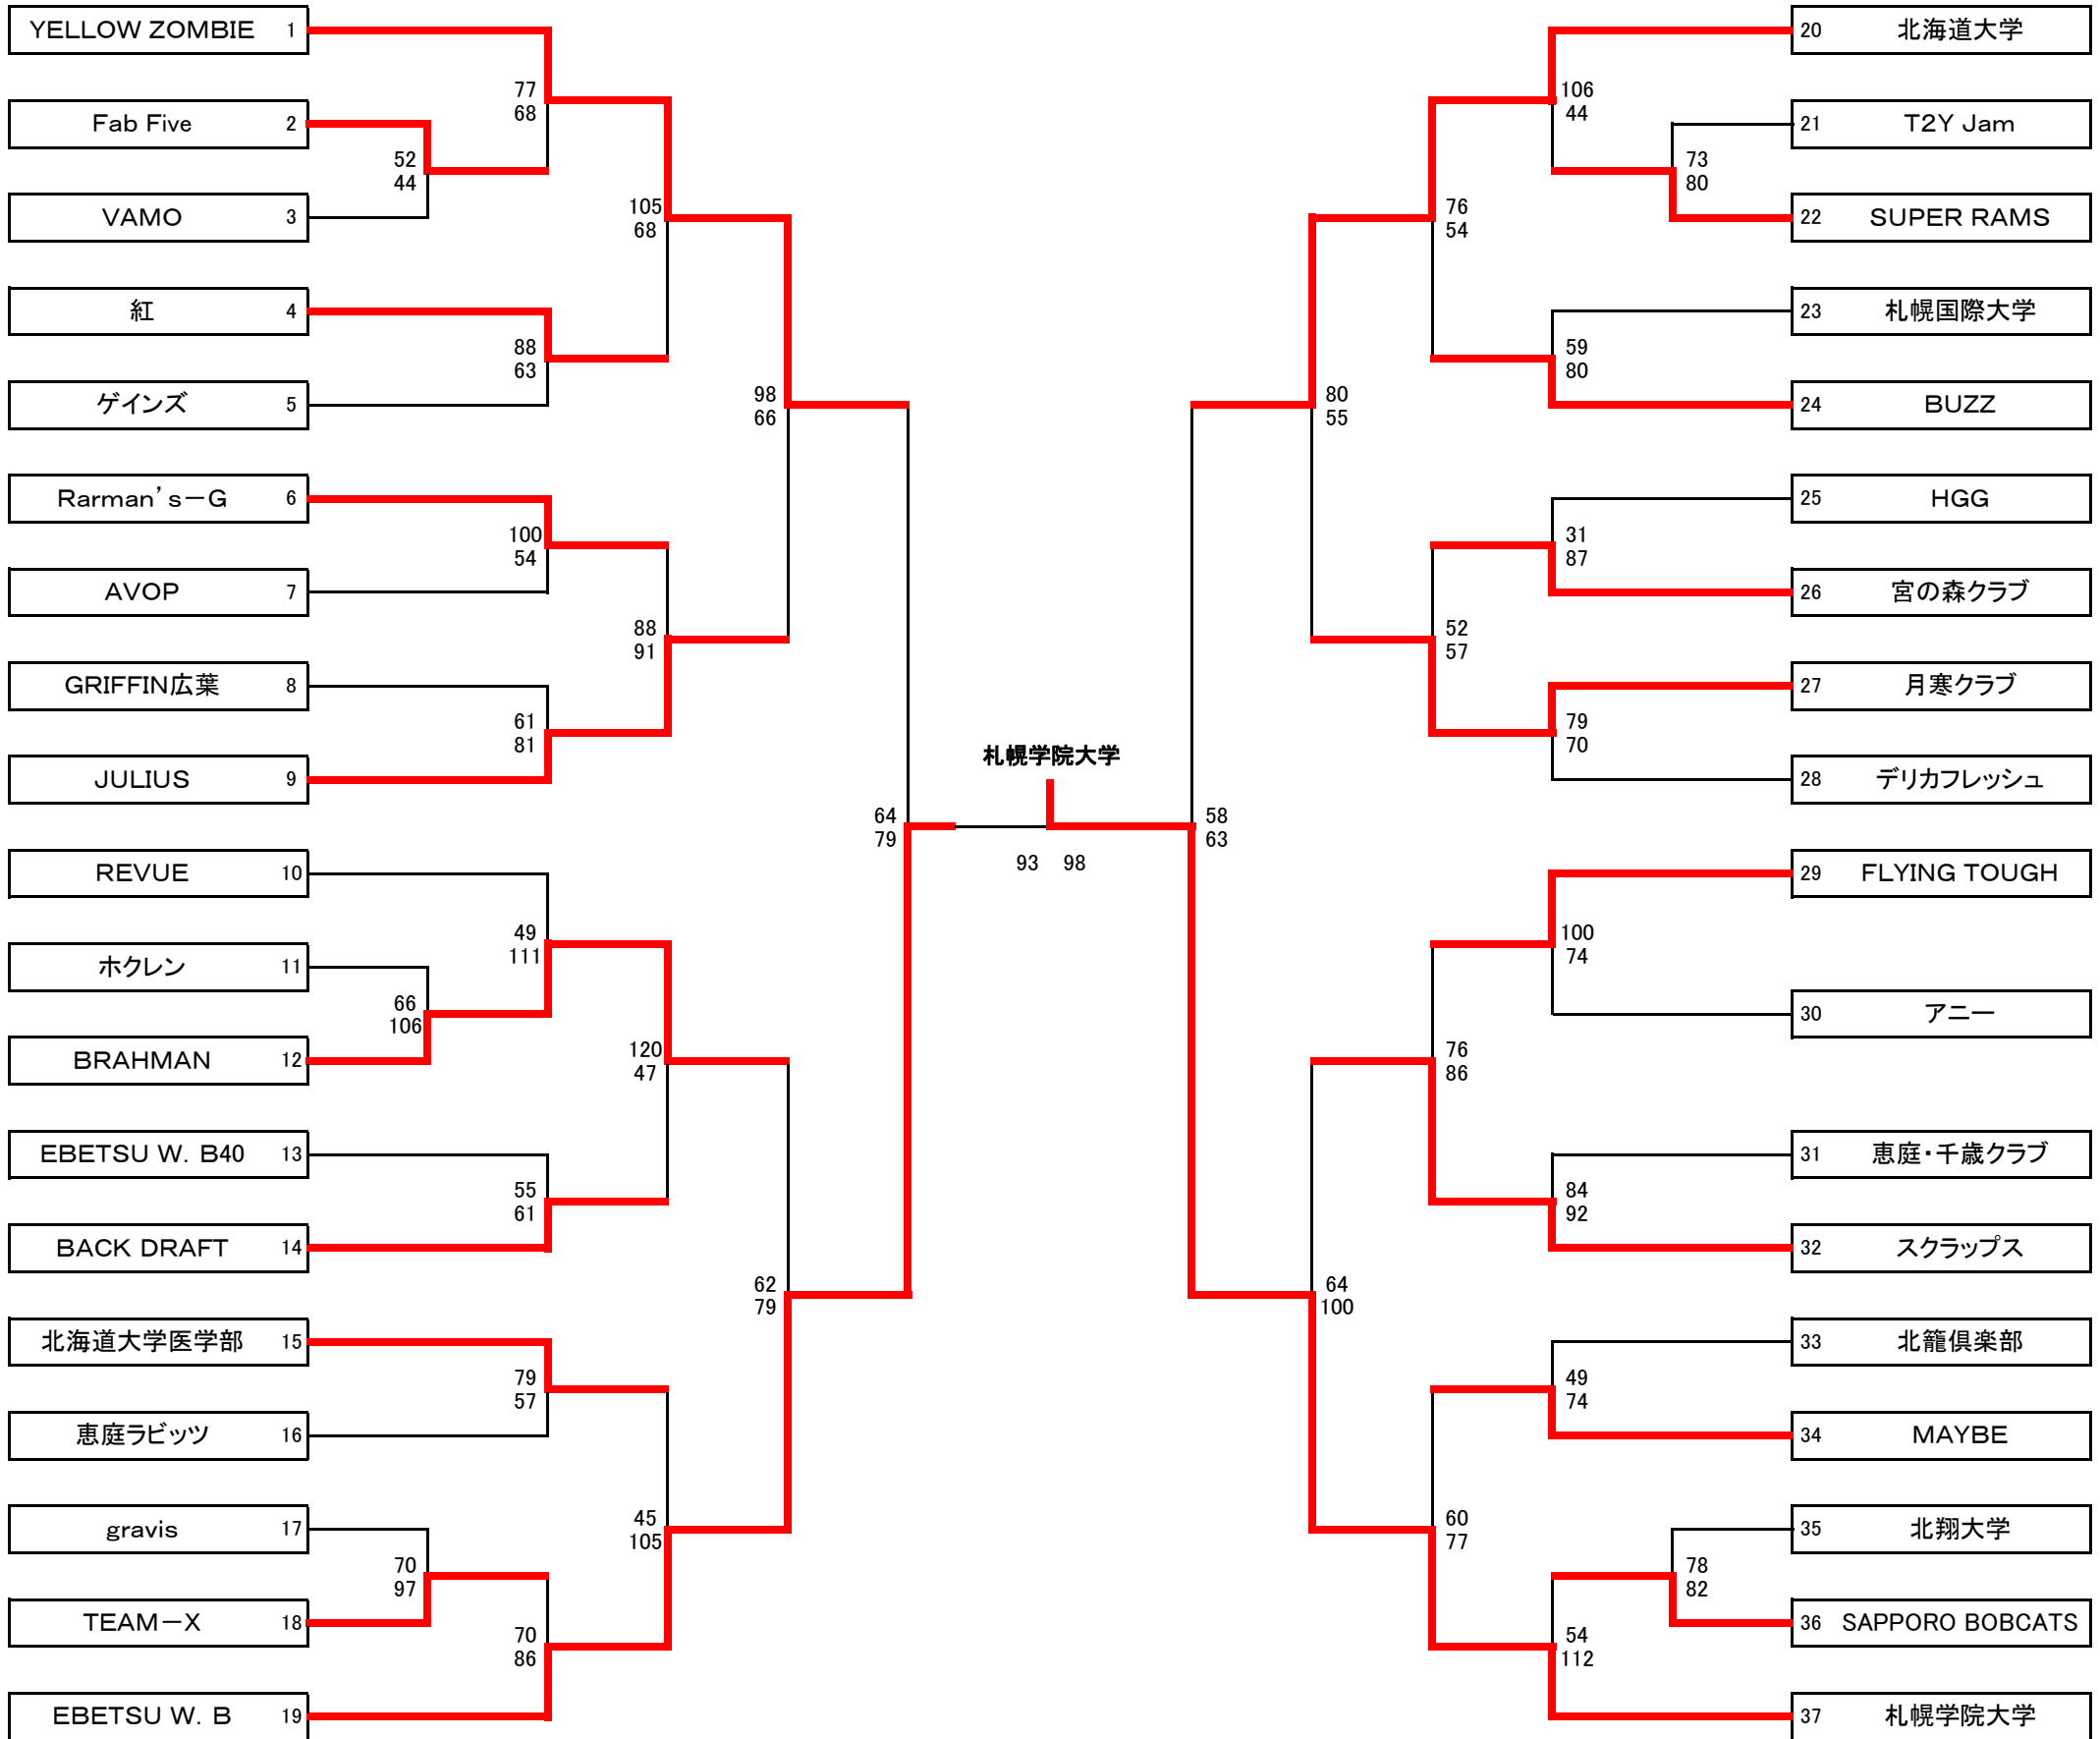 YELLOW ZOMBIE 1
77
68
Fab Five 2
52
44
VAMO 3
105
68
紅 4
88
63
ゲインズ 5
98
66
Rarman's－G 6
100
54
AVOP 7
88
91
GRIFFIN広葉 8
61
81
JULIUS 9
64
79
REVUE 10
49
111
ホクレン 11
66
106
BRAHMAN 12
120
47
EBETSU W．B40 13
55
61
BACK DRAFT 14
62
79
北海道大学医学部 15
79
57
恵庭ラビッツ 16
45
105
gravis 17
70
97
TEAM－X 18
70
86
EBETSU W．B 19
札幌学院大学
93 98
20 北海道大学
106
44
21 T2Y Jam
73
80
22 SUPER RAMS
76
54
23 札幌国際大学
59
80
24 BUZZ
80
55
25 HGG
31
87
26 宮の森クラブ
52
57
27 月寒クラブ
79
70
28 デリカフレッシュ
58
63
29 FLYING TOUGH
100
74
30 アニー
76
86
31 恵庭・千歳クラブ
84
92
32 スクラップス
64
100
33 北籠倶楽部
49
74
34 MAYBE
60
77
35 北翔大学
78
82
36 SAPPORO BOBCATS
54
112
37 札幌学院大学